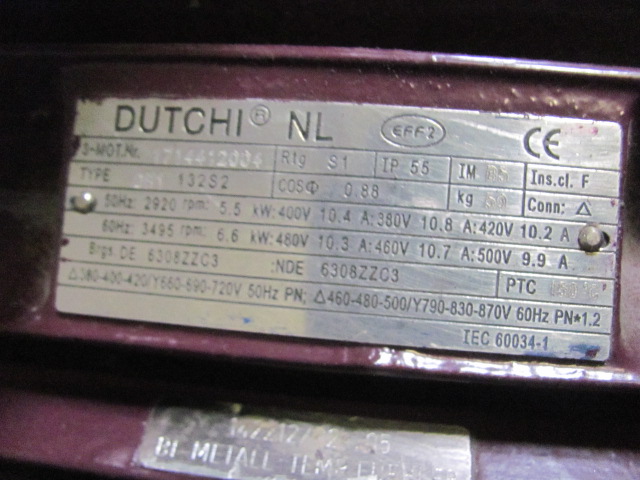 DUTCHI® NL EFF2 CE
3-MOT.Nr. 1714412004 Rtg S1 IP 55 IM Ins.cl. F
TYPE 132S2 COSΦ 0.88 kg Conn: △
50Hz: 2920 rpm: 5.5 kW: 400V 10.4 A: 380V 10.8 A: 420V 10.2 A
60Hz: 3495 rpm: 6.6 kW: 480V 10.3 A: 460V 10.7 A: 500V 9.9 A
Brgs. DE 6308ZZC3 :NDE 6308ZZC3 PTC
△380-400-420/Y660-690-720V 50Hz PN; △460-480-500/Y790-830-870V 60Hz PN*1.2
IEC 60034-1
BI METALL